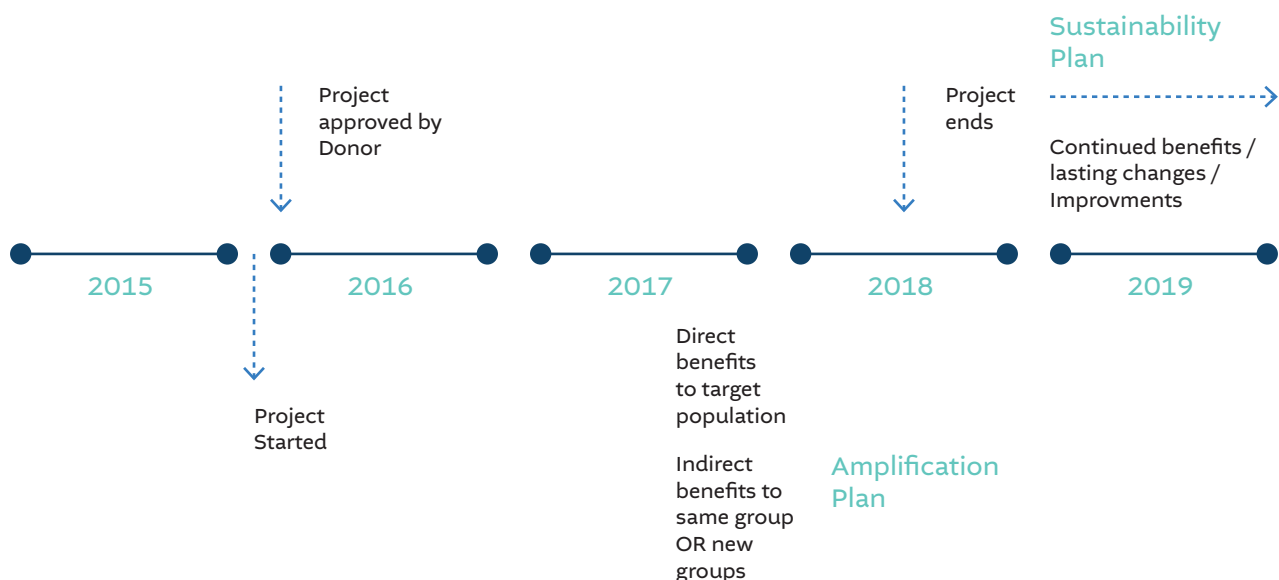 Sustainability
Plan
Project
approved by
Donor
Project
ends
Continued benefits /
lasting changes /
Improvments
2015
2016
2017
2018
2019
Direct
benefits
to target
population
Project
Started
Indirect
benefits to
same group
OR new
groups
Amplification
Plan